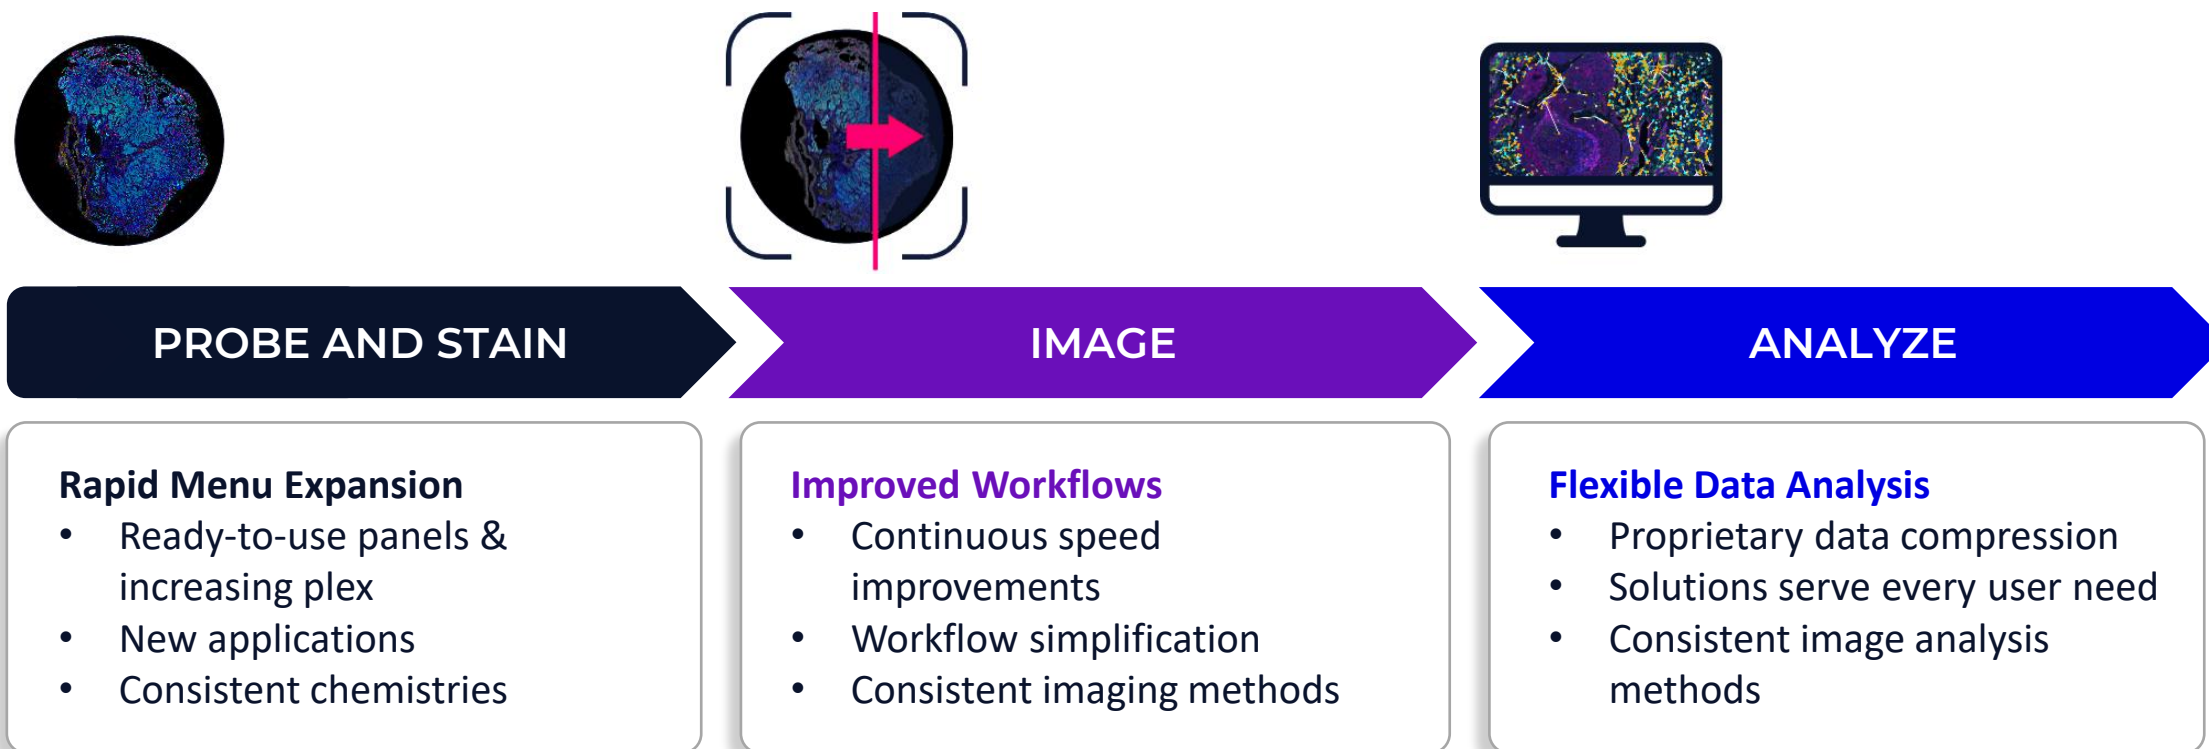 PROBE AND STAIN
IMAGE
ANALYZE
Rapid Menu Expansion
• Ready-to-use panels &
increasing plex
• New applications
• Consistent chemistries
Improved Workflows
• Continuous speed
improvements
• Workflow simplification
• Consistent imaging methods
Flexible Data Analysis
• Proprietary data compression
• Solutions serve every user need
• Consistent image analysis
methods